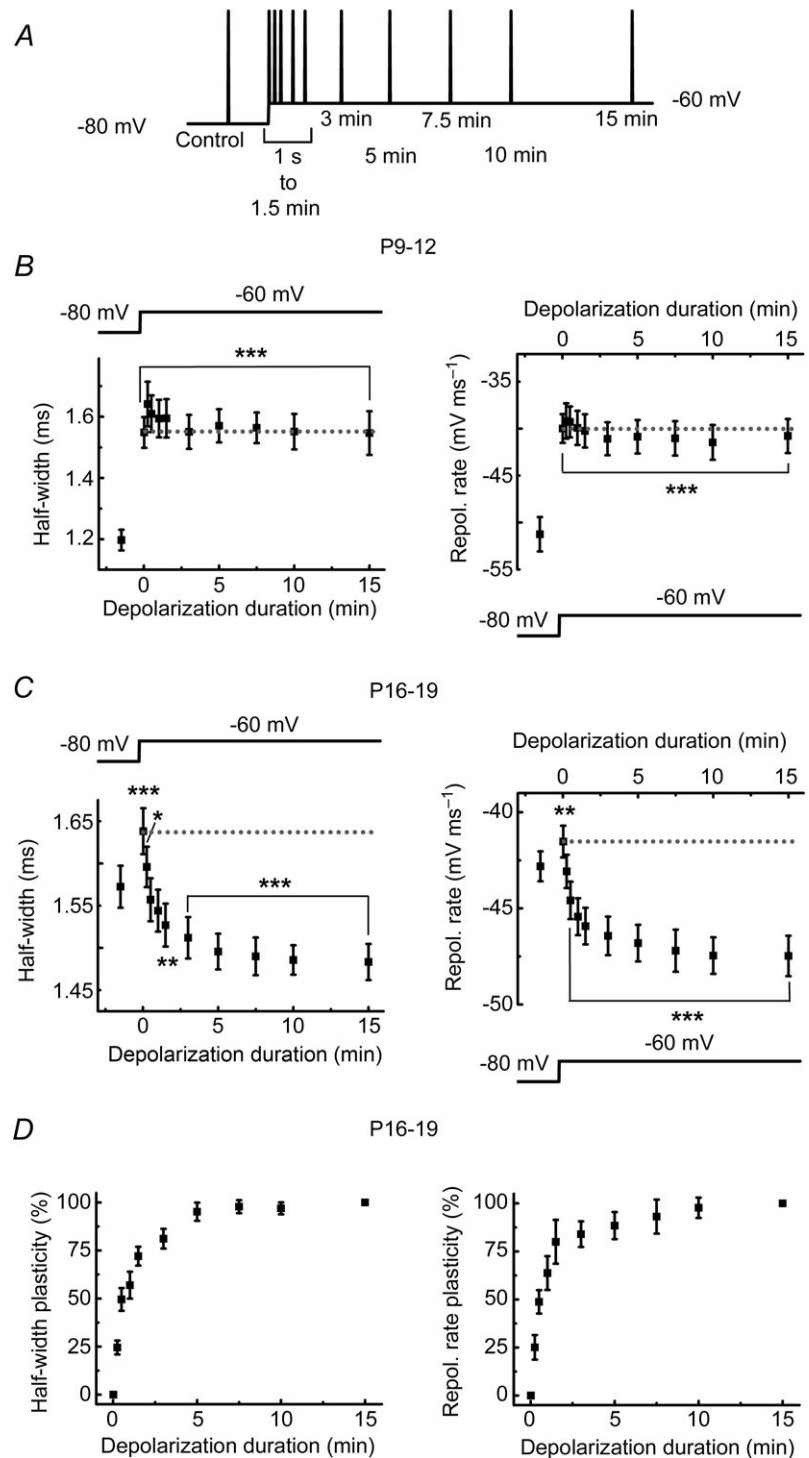 A
-80 mV
Control
-60 mV
3 min
7.5 min
15 min
1 s
to
1.5 min
5 min
10 min
P9-12
B
-80 mV
-60 mV
***
Half-width (ms)
1.6
1.5
1.2
0 5 10 15
Depolarization duration (min)
Depolarization duration (min)
0 5 10 15
Repol. rate (mV ms⁻¹)
-35
-40
-45
-50
-55
***
-80 mV
-60 mV
P16-19
C
-80 mV
-60 mV
***
*
***
**
Half-width (ms)
1.65
1.55
1.45
0 5 10 15
Depolarization duration (min)
Depolarization duration (min)
0 5 10 15
**
Repol. rate (mV ms⁻¹)
-40
-45
-50
***
-80 mV
-60 mV
P16-19
D
Half-width plasticity (%)
100
75
50
25
0
0 5 10 15
Depolarization duration (min)
Repol. rate plasticity (%)
100
75
50
25
0
0 5 10 15
Depolarization duration (min)